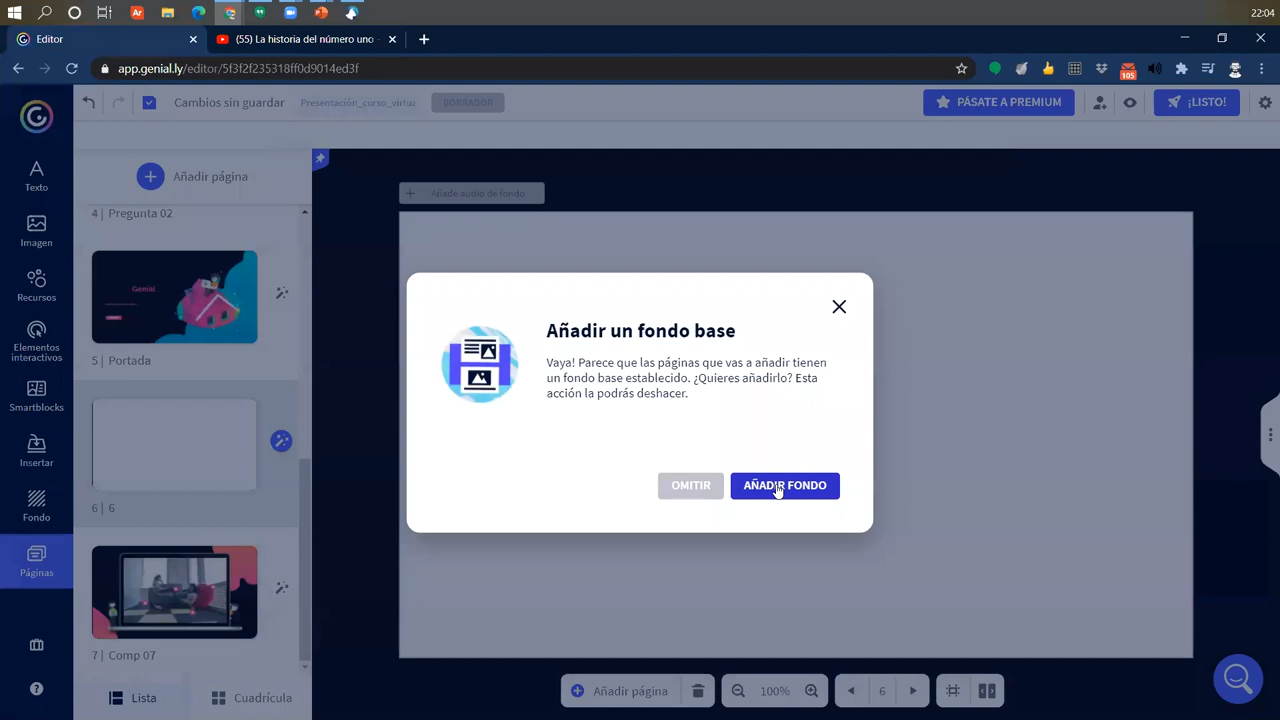 22:04
Editor
(55) La historia del número uno -
app.genial.ly/editor/5f3f2f235318ff0d9014ed3f
105
Cambios sin guardar
Presentación_curso_virtua
BORRADOR
PÁSATE A PREMIUM
¡LISTO!
Texto
Imagen
Recursos
Elementos
interactivos
Smartblocks
Insertar
Fondo
Páginas
Añadir página
4 | Pregunta 02
Genial
5 | Portada
6 | 6
7 | Comp 07
Lista
Cuadrícula
Añade audio de fondo
Añadir un fondo base
Vaya! Parece que las páginas que vas a añadir tienen
un fondo base establecido. ¿Quieres añadirlo? Esta
acción la podrás deshacer.
OMITIR
AÑADIR FONDO
Añadir página
100%
6